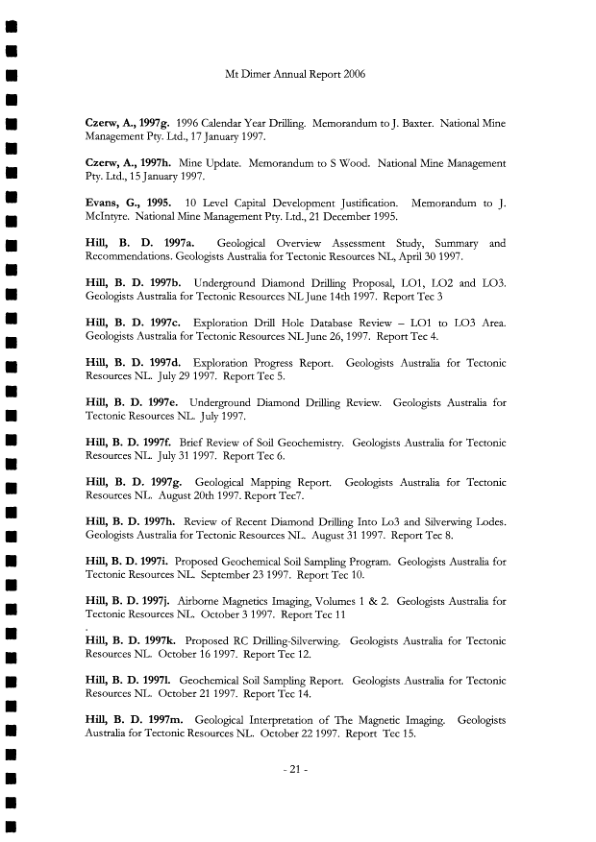 Mt Dimer Annual Report 2006
Czerw, A., 1997g. 1996 Calendar Year Drilling. Memorandum to J. Baxter. National Mine
Management Pty. Ltd., 17 January 1997.
Czerw, A., 1997h. Mine Update. Memorandum to S Wood. National Mine Management
Pty. Ltd., 15 January 1997.
Evans, G., 1995. 10 Level Capital Development Justification. Memorandum to J.
McIntyre. National Mine Management Pty. Ltd., 21 December 1995.
Hill, B. D. 1997a. Geological Overview Assessment Study, Summary and
Recommendations. Geologists Australia for Tectonic Resources NL, April 30 1997.
Hill, B. D. 1997b. Underground Diamond Drilling Proposal, LO1, LO2 and LO3.
Geologists Australia for Tectonic Resources NL June 14th 1997. Report Tec 3
Hill, B. D. 1997c. Exploration Drill Hole Database Review – LO1 to LO3 Area.
Geologists Australia for Tectonic Resources NL June 26, 1997. Report Tec 4.
Hill, B. D. 1997d. Exploration Progress Report. Geologists Australia for Tectonic
Resources NL. July 29 1997. Report Tec 5.
Hill, B. D. 1997e. Underground Diamond Drilling Review. Geologists Australia for
Tectonic Resources NL. July 1997.
Hill, B. D. 1997f. Brief Review of Soil Geochemistry. Geologists Australia for Tectonic
Resources NL. July 31 1997. Report Tec 6.
Hill, B. D. 1997g. Geological Mapping Report. Geologists Australia for Tectonic
Resources NL. August 20th 1997. Report Tec7.
Hill, B. D. 1997h. Review of Recent Diamond Drilling Into Lo3 and Silverwing Lodes.
Geologists Australia for Tectonic Resources NL. August 31 1997. Report Tec 8.
Hill, B. D. 1997i. Proposed Geochemical Soil Sampling Program. Geologists Australia for
Tectonic Resources NL. September 23 1997. Report Tec 10.
Hill, B. D. 1997j. Airborne Magnetics Imaging, Volumes 1 & 2. Geologists Australia for
Tectonic Resources NL. October 3 1997. Report Tec 11
.
Hill, B. D. 1997k. Proposed RC Drilling-Silverwing. Geologists Australia for Tectonic
Resources NL. October 16 1997. Report Tec 12.
Hill, B. D. 1997l. Geochemical Soil Sampling Report. Geologists Australia for Tectonic
Resources NL. October 21 1997. Report Tec 14.
Hill, B. D. 1997m. Geological Interpretation of The Magnetic Imaging. Geologists
Australia for Tectonic Resources NL. October 22 1997. Report Tec 15.
- 21 -